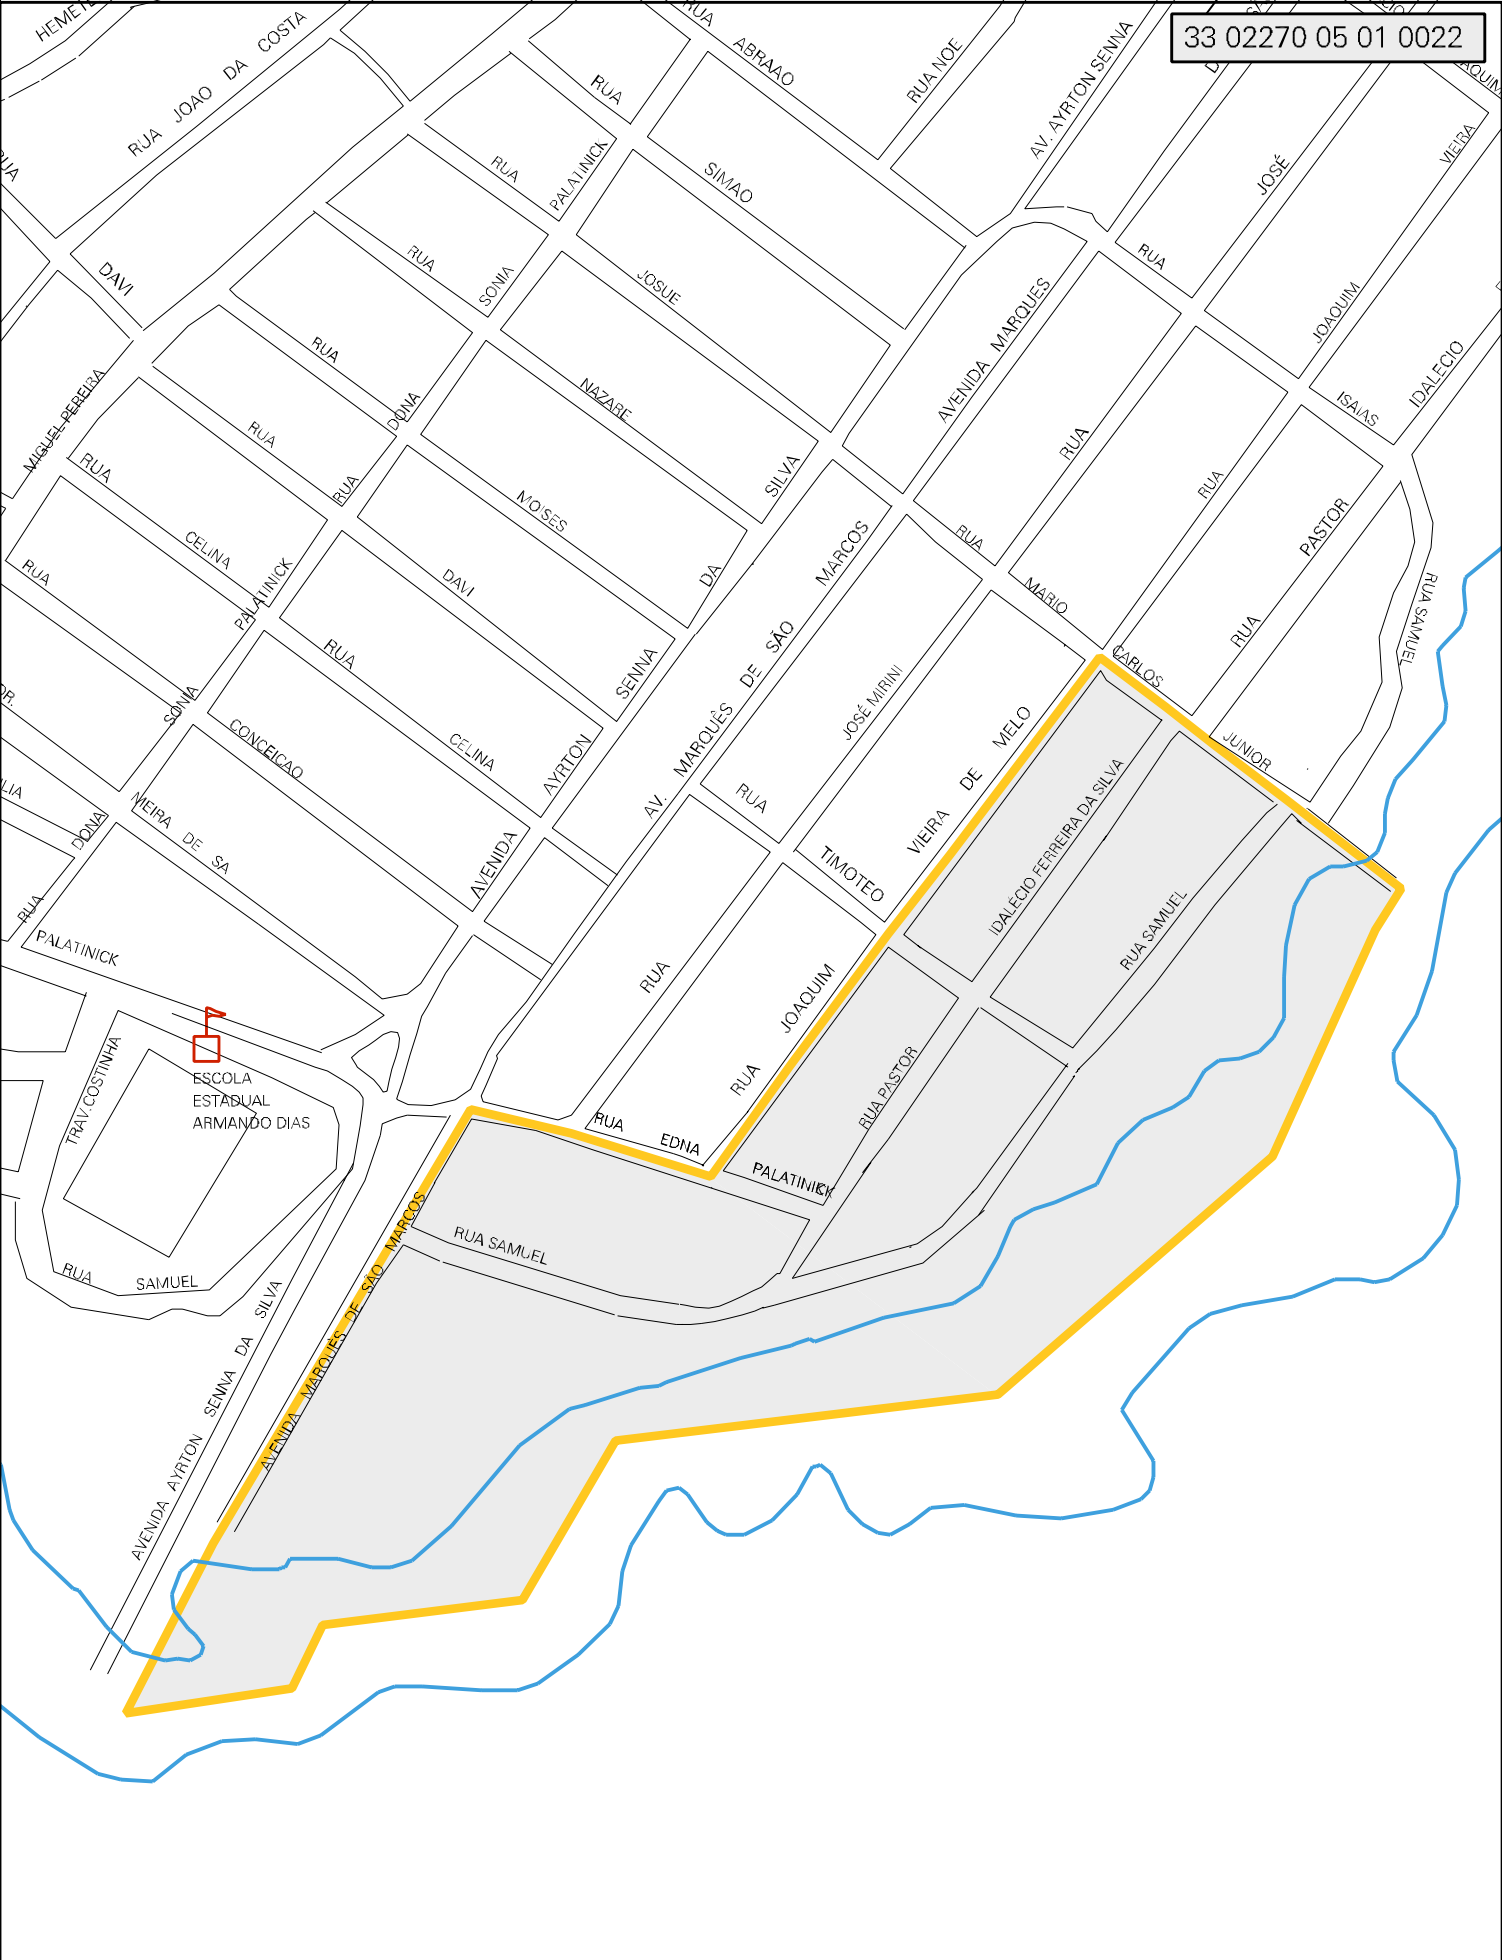 33 02270 05 01 0022
RUA JOAO DA COSTA
RUA
ABRAAO
RUA NOE
AV. AYRTON SENNA
RUA
SIMAO
PALATINICK
RUA
JOSÉ
VIEIRA
DAVI
RUA
SONIA
JOSUE
RUA
JOAQUIM
AVENIDA MARQUES
RUA
NAZARE
ISAIAS
IDALECIO
MIGUEL PEREIRA
DONA
RUA
RUA
RUA
SILVA
RUA
MOISES
RUA
PASTOR
RUA
CELINA
MARCOS
RUA
PALATINICK
DAVI
DA
MARIO
RUA SAMUEL
RUA
RUA
DE SÃO
RUA
SENNA
CARLOS
SONIA
JOSÉ MIRINI
CONCEICAO
CELINA
AYRTON
MARQUÊS
AV.
JUNIOR
VIEIRA DE MELO
DONA
MEIRA DE SA
RUA
IDALECIO FERREIRA DA SILVA
AVENIDA
TIMOTEO
RUA
PALATINICK
RUA
JOAQUIM
RUA SAMUEL
TRAV.COSTINHA
ESCOLA
ESTADUAL
ARMANDO DIAS
RUA
RUA PASTOR
RUA
EDNA
PALATINICK
RUA SAMUEL
RUA
SAMUEL
AVENIDA MARQUÊS DE SÃO MARCOS
AVENIDA AYRTON SENNA DA SILVA